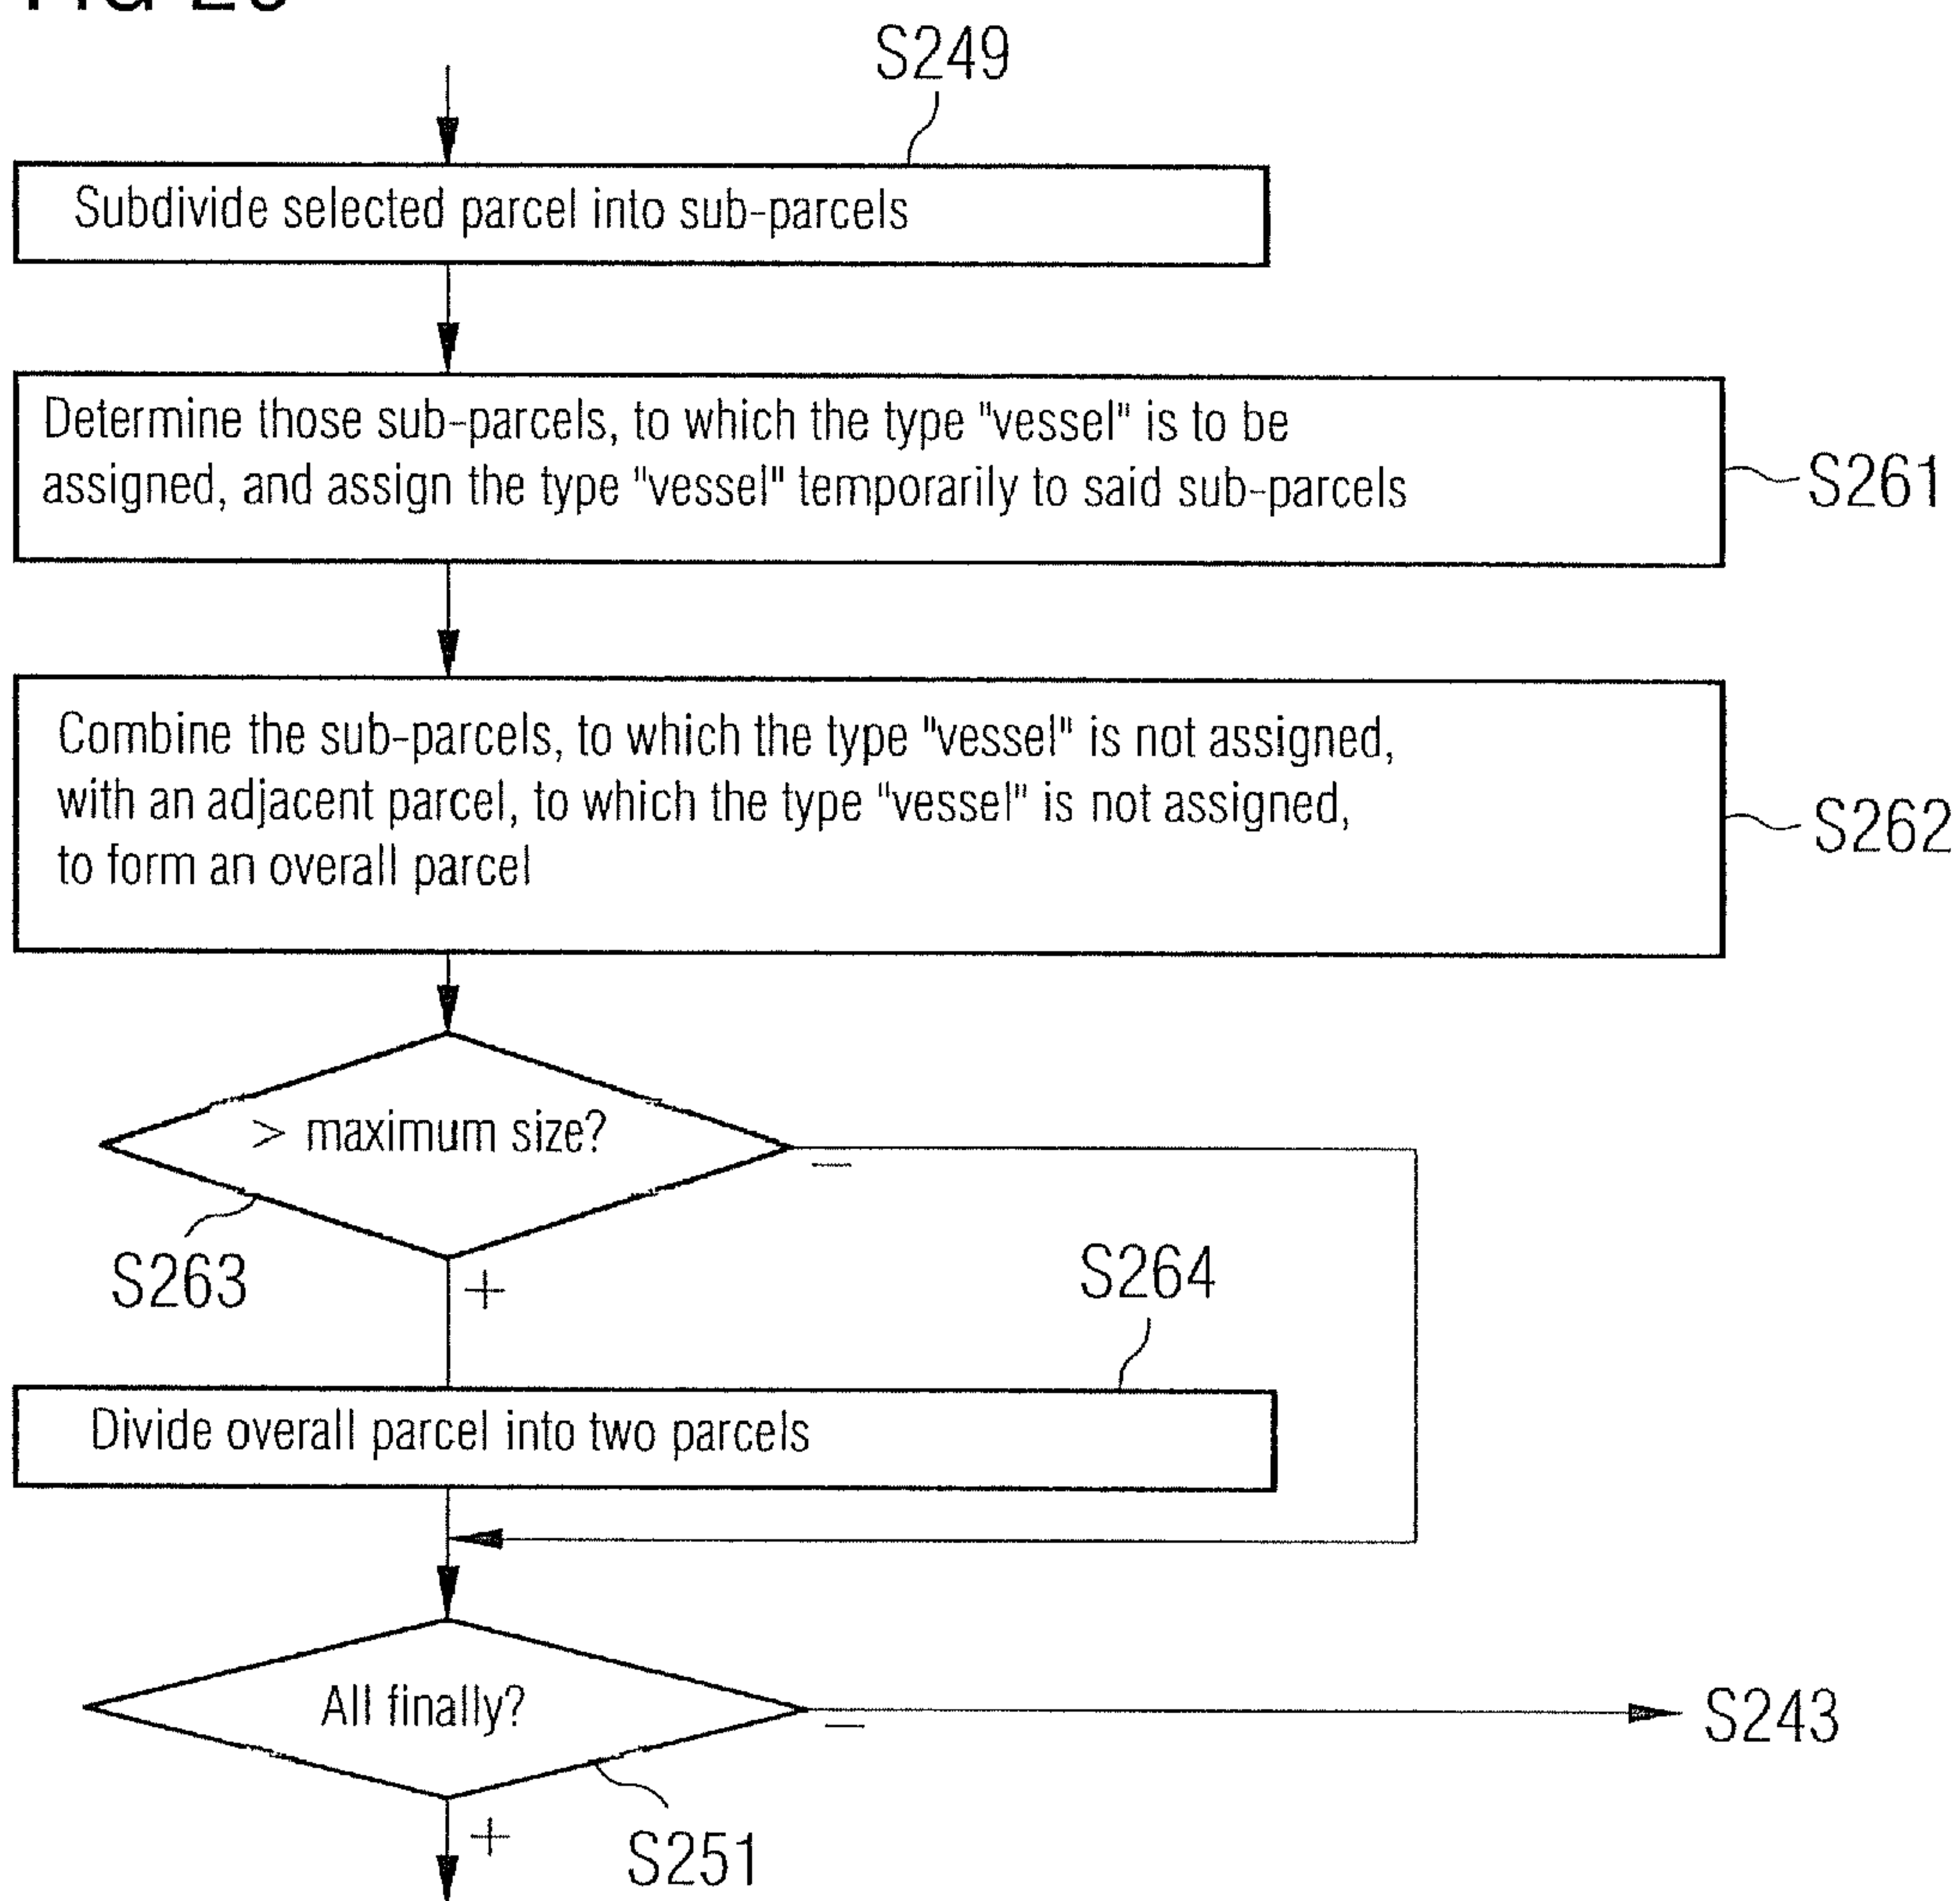 S249
Subdivide selected parcel into sub-parcels
Determine those sub-parcels, to which the type "vessel" is to be
assigned, and assign the type "vessel" temporarily to said sub-parcels
S261
Combine the sub-parcels, to which the type "vessel" is not assigned,
with an adjacent parcel, to which the type "vessel" is not assigned,
to form an overall parcel
S262
> maximum size?
−
S263
+
S264
Divide overall parcel into two parcels
All finally?
−
S243
+
S251